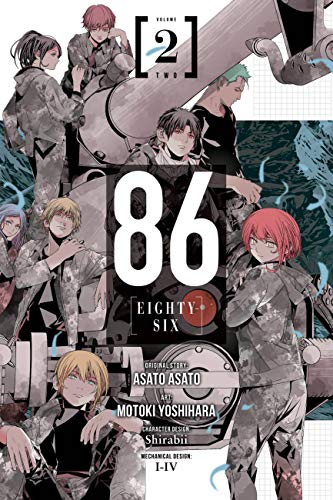 VOLUME
[2]
TWO
86
[EIGHTY-
SIX]
ORIGINAL STORY:
ASATO ASATO
ART:
MOTOKI YOSHIHARA
CHARACTER DESIGN:
Shirabii
MECHANICAL DESIGN:
I-IV